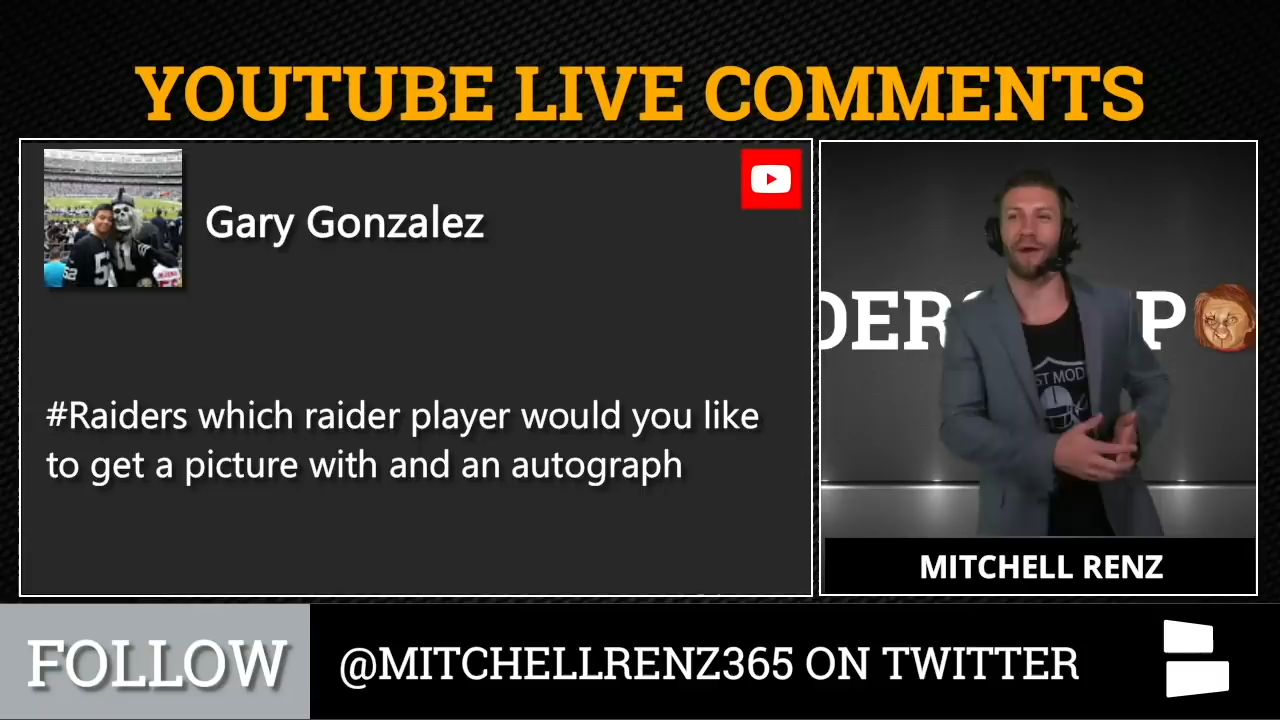 YOUTUBE LIVE COMMENTS
Gary Gonzalez
#Raiders which raider player would you like
to get a picture with and an autograph
MITCHELL RENZ
FOLLOW
@MITCHELLRENZ365 ON TWITTER